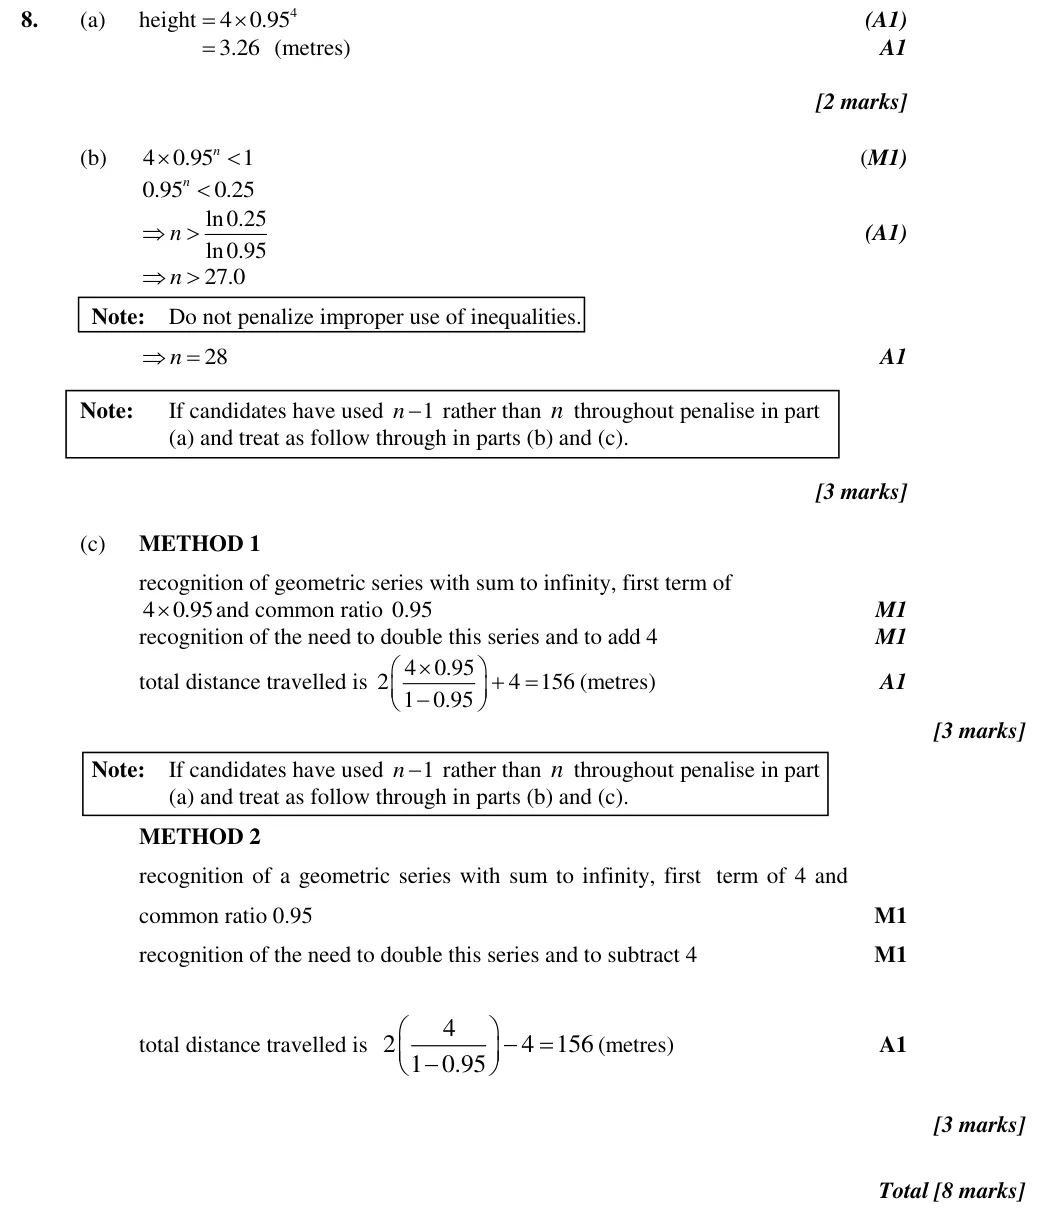 8. (a) height = 4×0.95⁴ (A1)
= 3.26 (metres) A1
[2 marks]
(b) 4×0.95ⁿ < 1 (M1)
0.95ⁿ < 0.25
⇒ n > ln 0.25 / ln 0.95 (A1)
⇒ n > 27.0
Note: Do not penalize improper use of inequalities.
⇒ n = 28 A1
Note: If candidates have used n−1 rather than n throughout penalise in part
(a) and treat as follow through in parts (b) and (c).
[3 marks]
(c) METHOD 1
recognition of geometric series with sum to infinity, first term of
4×0.95 and common ratio 0.95 M1
recognition of the need to double this series and to add 4 M1
total distance travelled is 2(4×0.95 / 1−0.95) + 4 = 156 (metres) A1
[3 marks]
Note: If candidates have used n−1 rather than n throughout penalise in part
(a) and treat as follow through in parts (b) and (c).
METHOD 2
recognition of a geometric series with sum to infinity, first term of 4 and
common ratio 0.95 M1
recognition of the need to double this series and to subtract 4 M1
total distance travelled is 2(4 / 1−0.95) − 4 = 156 (metres) A1
[3 marks]
Total [8 marks]